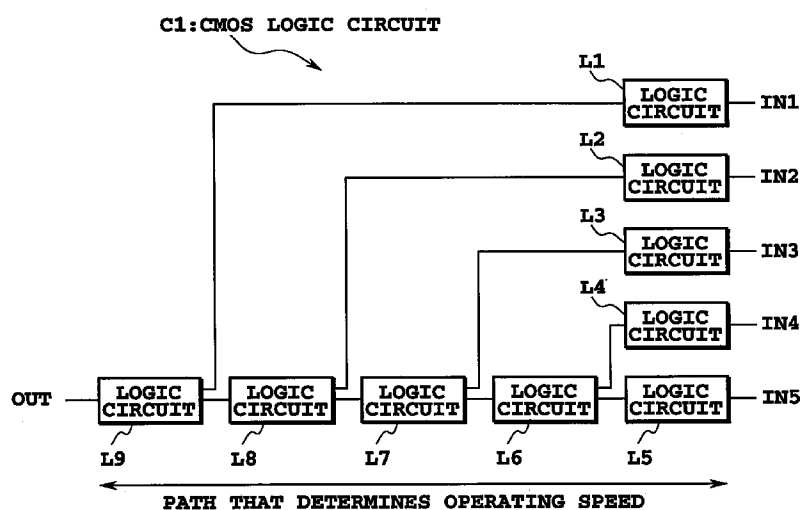 C1:CMOS LOGIC CIRCUIT
L1
LOGIC
CIRCUIT
IN1
L2
LOGIC
CIRCUIT
IN2
L3
LOGIC
CIRCUIT
IN3
L4
LOGIC
CIRCUIT
IN4
OUT
LOGIC
CIRCUIT
LOGIC
CIRCUIT
LOGIC
CIRCUIT
LOGIC
CIRCUIT
LOGIC
CIRCUIT
IN5
L9
L8
L7
L6
L5
PATH THAT DETERMINES OPERATING SPEED